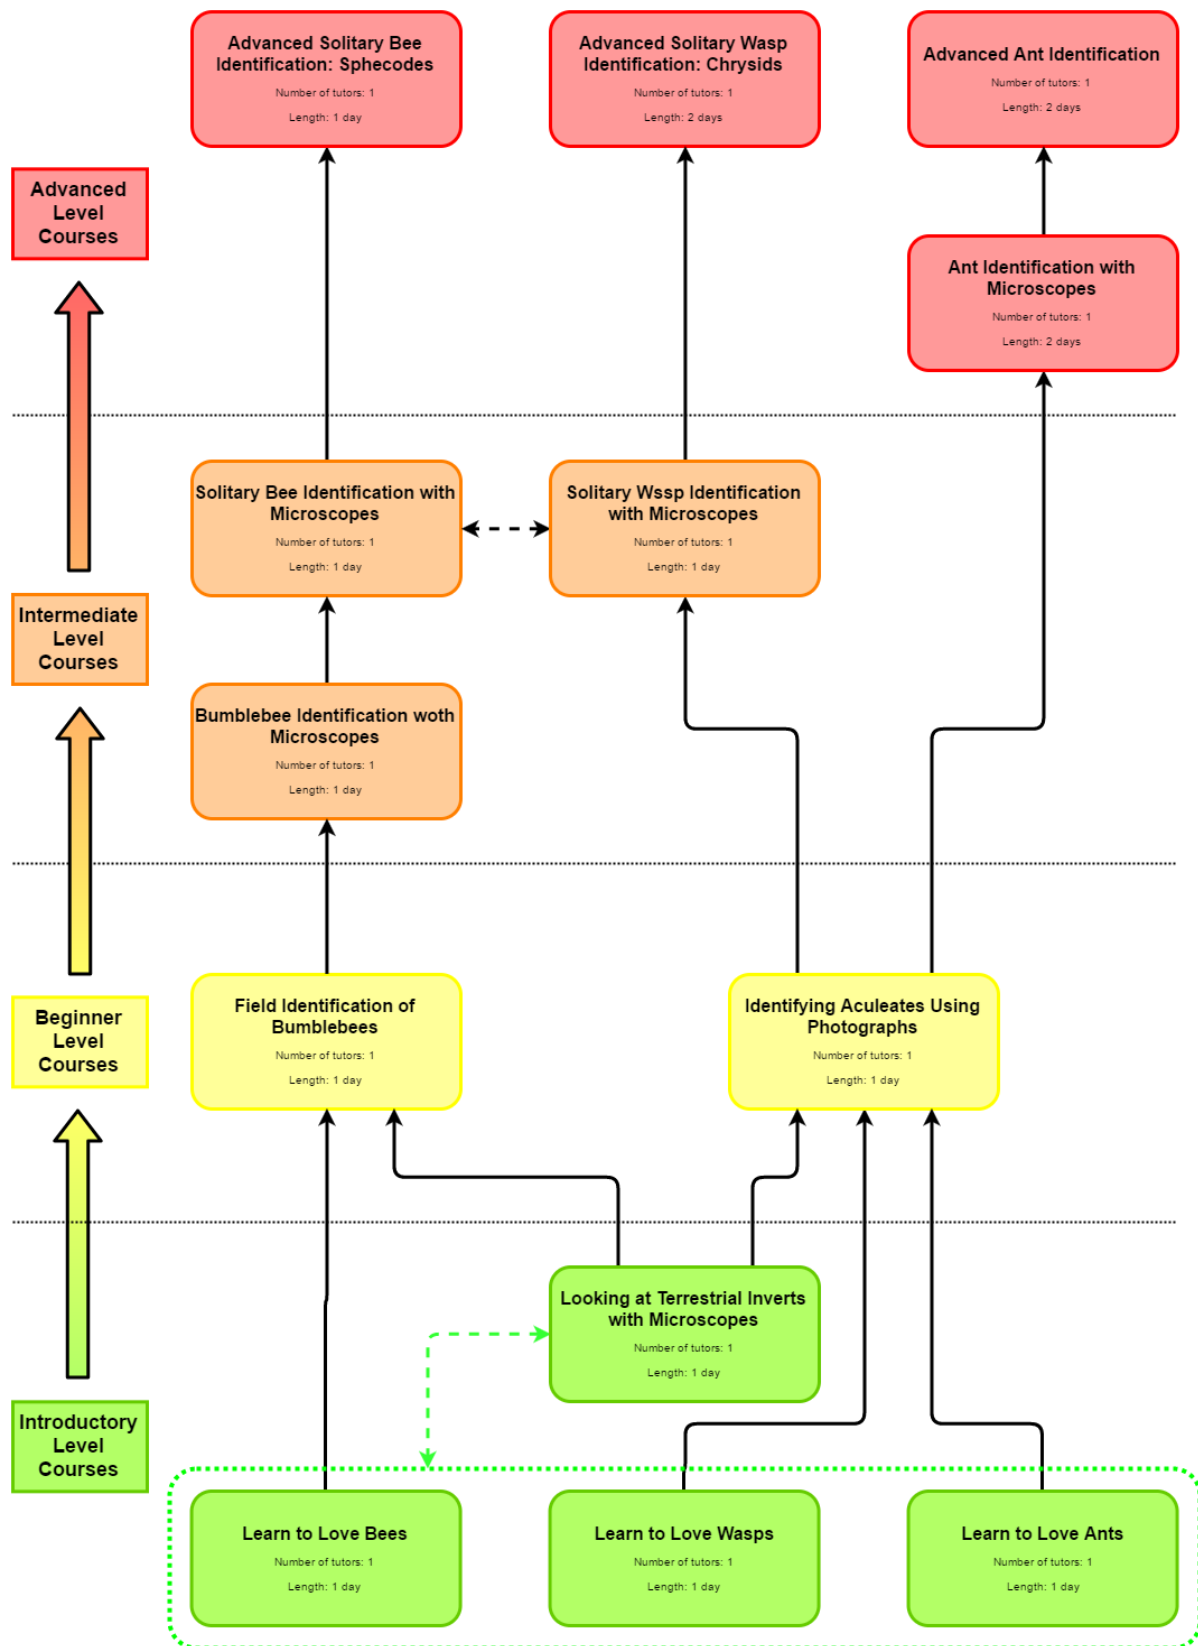 Advanced Solitary Bee
Identification: Sphecodes
Number of tutors: 1
Length: 1 day
Advanced Solitary Wasp
Identification: Chrysids
Number of tutors: 1
Length: 2 days
Advanced Ant Identification
Number of tutors: 1
Length: 2 days
Advanced
Level
Courses
Ant Identification with
Microscopes
Number of tutors: 1
Length: 2 days
Solitary Bee Identification with
Microscopes
Number of tutors: 1
Length: 1 day
Solitary Wssp Identification
with Microscopes
Number of tutors: 1
Length: 1 day
Intermediate
Level
Courses
Bumblebee Identification woth
Microscopes
Number of tutors: 1
Length: 1 day
Beginner
Level
Courses
Field Identification of
Bumblebees
Number of tutors: 1
Length: 1 day
Identifying Aculeates Using
Photographs
Number of tutors: 1
Length: 1 day
Looking at Terrestrial Inverts
with Microscopes
Number of tutors: 1
Length: 1 day
Introductory
Level
Courses
Learn to Love Bees
Number of tutors: 1
Length: 1 day
Learn to Love Wasps
Number of tutors: 1
Length: 1 day
Learn to Love Ants
Number of tutors: 1
Length: 1 day